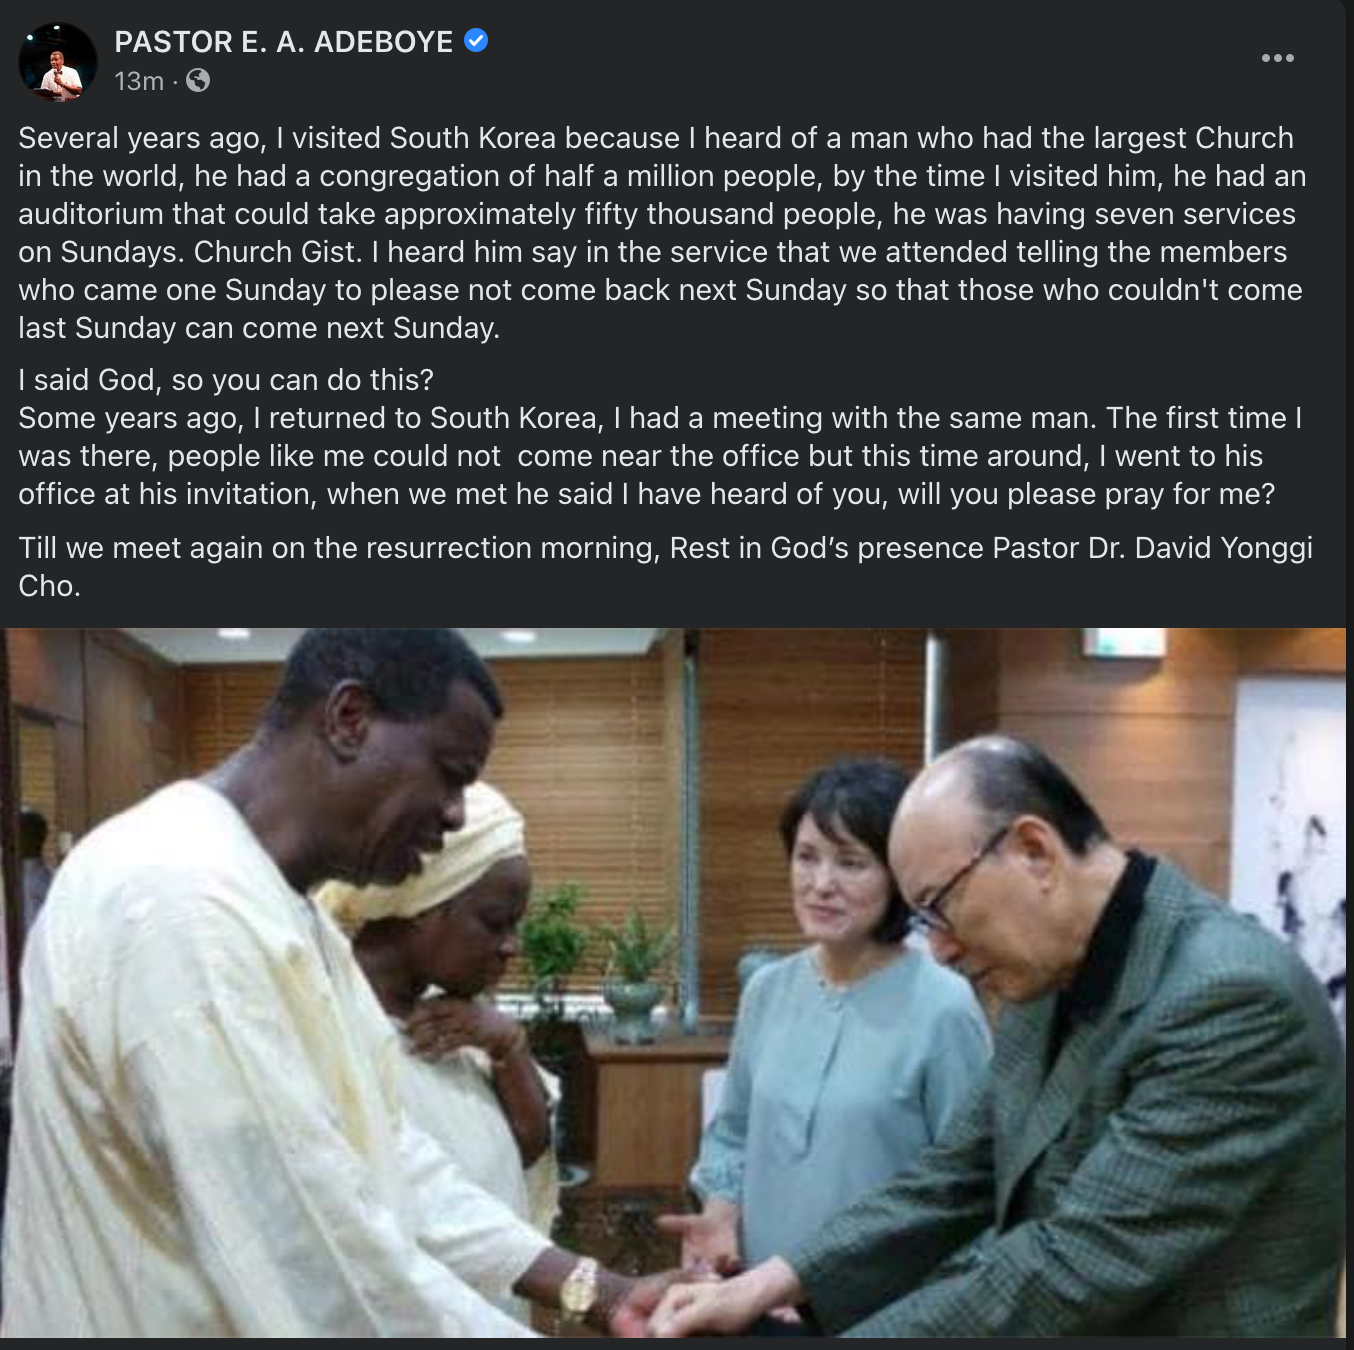 PASTOR E. A. ADEBOYE
13m ·
Several years ago, I visited South Korea because I heard of a man who had the largest Church
in the world, he had a congregation of half a million people, by the time I visited him, he had an
auditorium that could take approximately fifty thousand people, he was having seven services
on Sundays. Church Gist. I heard him say in the service that we attended telling the members
who came one Sunday to please not come back next Sunday so that those who couldn't come
last Sunday can come next Sunday.
I said God, so you can do this?
Some years ago, I returned to South Korea, I had a meeting with the same man. The first time I
was there, people like me could not  come near the office but this time around, I went to his
office at his invitation, when we met he said I have heard of you, will you please pray for me?
Till we meet again on the resurrection morning, Rest in God’s presence Pastor Dr. David Yonggi
Cho.